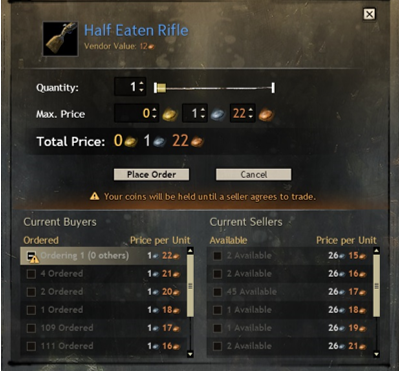 Half Eaten Rifle
Vendor Value: 12
Quantity: 1
Max. Price 0 1 22
Total Price: 0 1 22
Place Order Cancel
Your coins will be held until a seller agrees to trade.
Current Buyers
Ordered Price per Unit
Ordering 1 (0 others) 1 22
4 Ordered 1 21
2 Ordered 1 20
1 Ordered 1 18
109 Ordered 1 17
111 Ordered 1 16
Current Sellers
Available Price per Unit
2 Available 26 15
2 Available 26 16
45 Available 26 17
1 Available 26 18
1 Available 26 19
2 Available 26 21